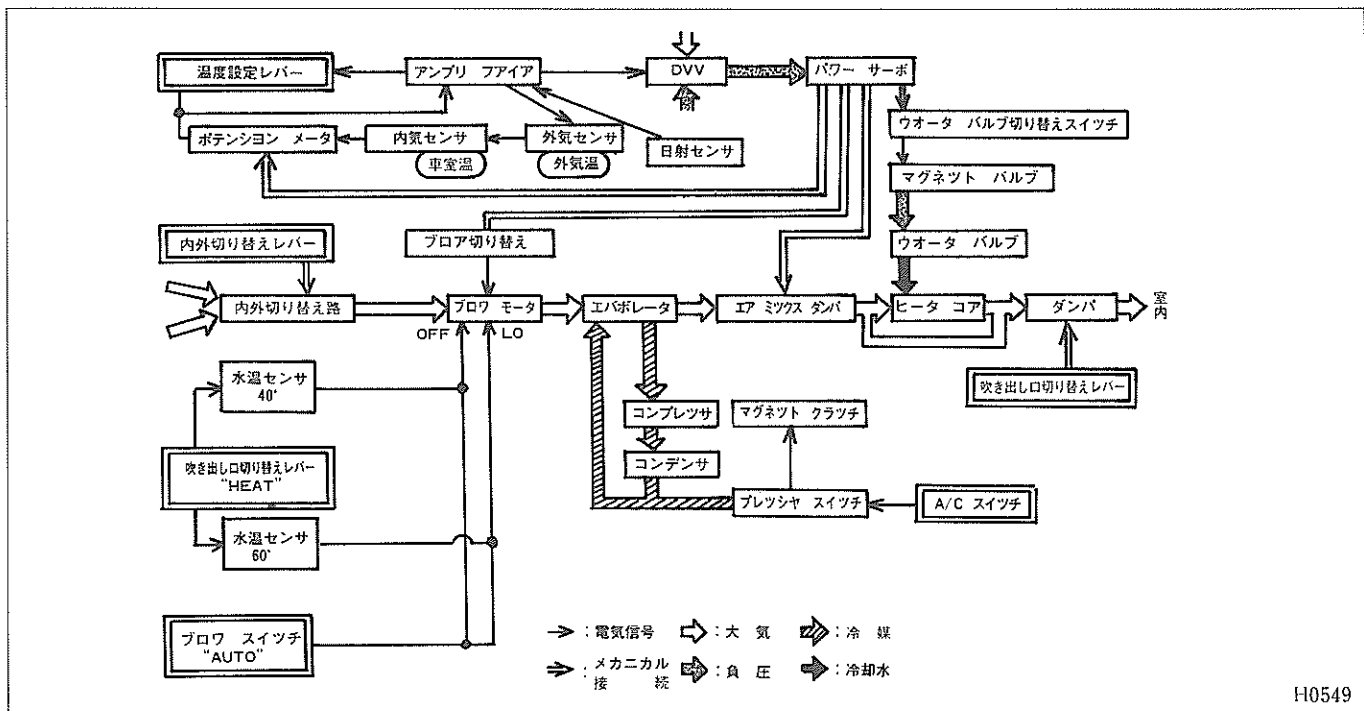 温度設定レバー
アンプリ フアイア
DVV
パワー サーボ
ウオータ バルブ切り替えスイッチ
ポテンション メータ
内気センサ
外気センサ
日射センサ
車室温
外気温
マグネット バルブ
内外切り替えレバー
ブロア切り替え
ウオータ バルブ
内外切り替え路
ブロワ モータ
エバポレータ
エア ミツクス ダンパ
ヒータ コア
ダンパ
室内
OFF
LO
水温センサ
40°
吹き出し口切り替えレバー
コンプレツサ
マグネツト クラツチ
吹き出し口切り替えレバー
"HEAT"
コンデンサ
プレツシヤ スイツチ
A/C スイツチ
水温センサ
60°
ブロワ スイツチ
"AUTO"
:電気信号
:大 気
:冷 媒
:メカニカル
接 続
:負 圧
:冷却水
H0549